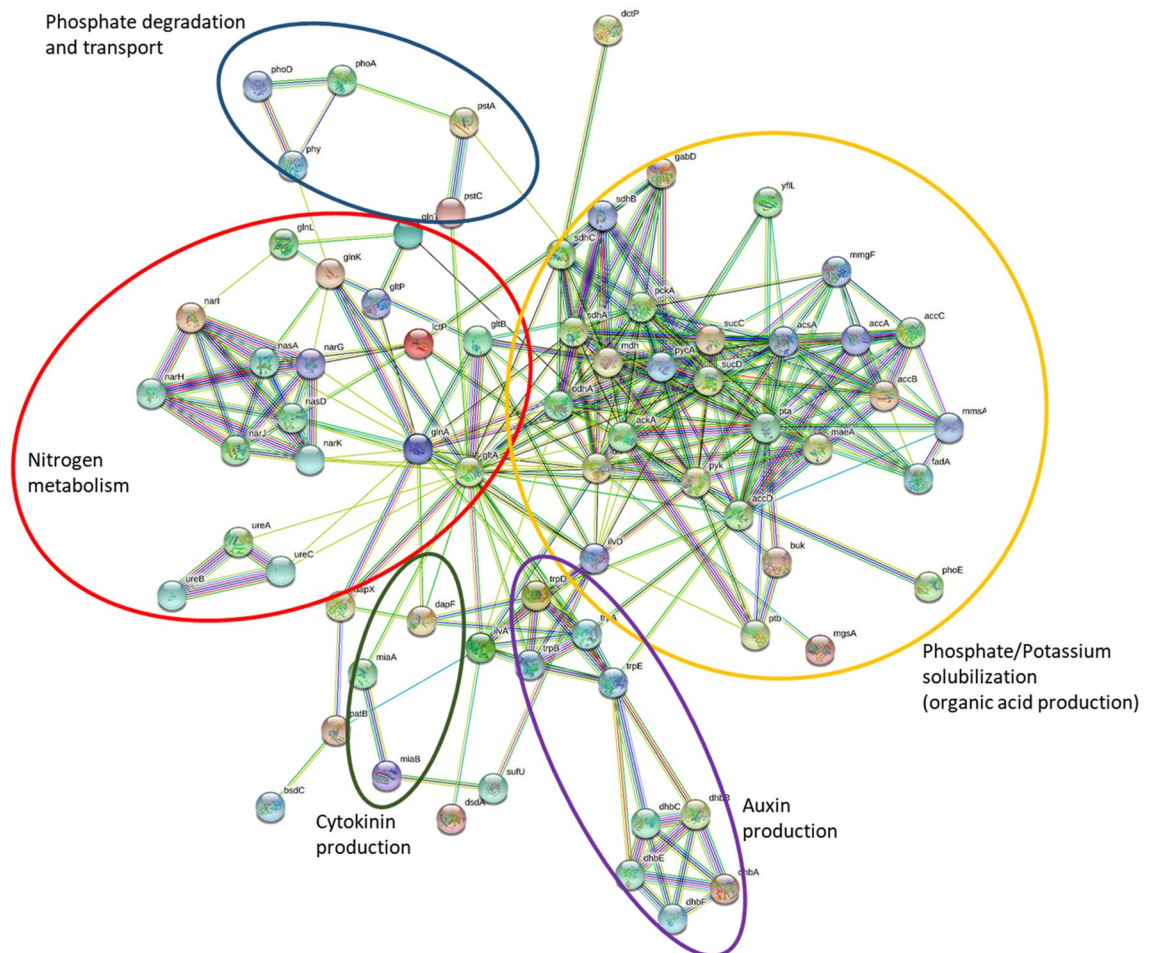 Phosphate degradation
and transport
dctP
phoD
phoA
pstA
phy
pstC
gabD
sdhB
yflL
glnL
sdhC
glnK
mmgF
gltP
pckA
narI
lctP
gltB
sdhA
sucC
acsA
accA
accC
nasA
narG
mdh
pycA
sucD
narH
odhA
accB
nasD
ackA
pta
mmsA
narJ
narK
glnA
maeA
gltA
fadA
pyk
Nitrogen
metabolism
accD
ureA
ilvD
buk
ureC
phoE
ureB
trpD
dapX
dapF
ptb
mgsA
trpA
ilvA
trpB
miaA
trpE
Phosphate/Potassium
solubilization
(organic acid production)
patB
miaB
sufU
bsdC
dsdA
dhbC
dhbB
Cytokinin
production
Auxin
production
dhbE
dhbA
dhbF